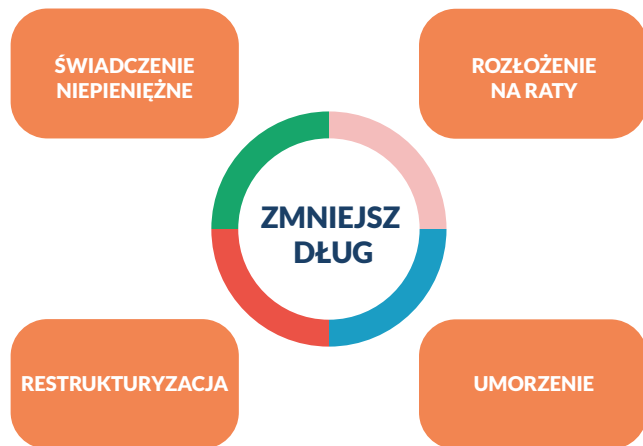 ŚWIADCZENIE
NIEPIENIĘŻNE
ROZŁOŻENIE
NA RATY
ZMNIEJSZ
DŁUG
RESTRUKTURYZACJA
UMORZENIE